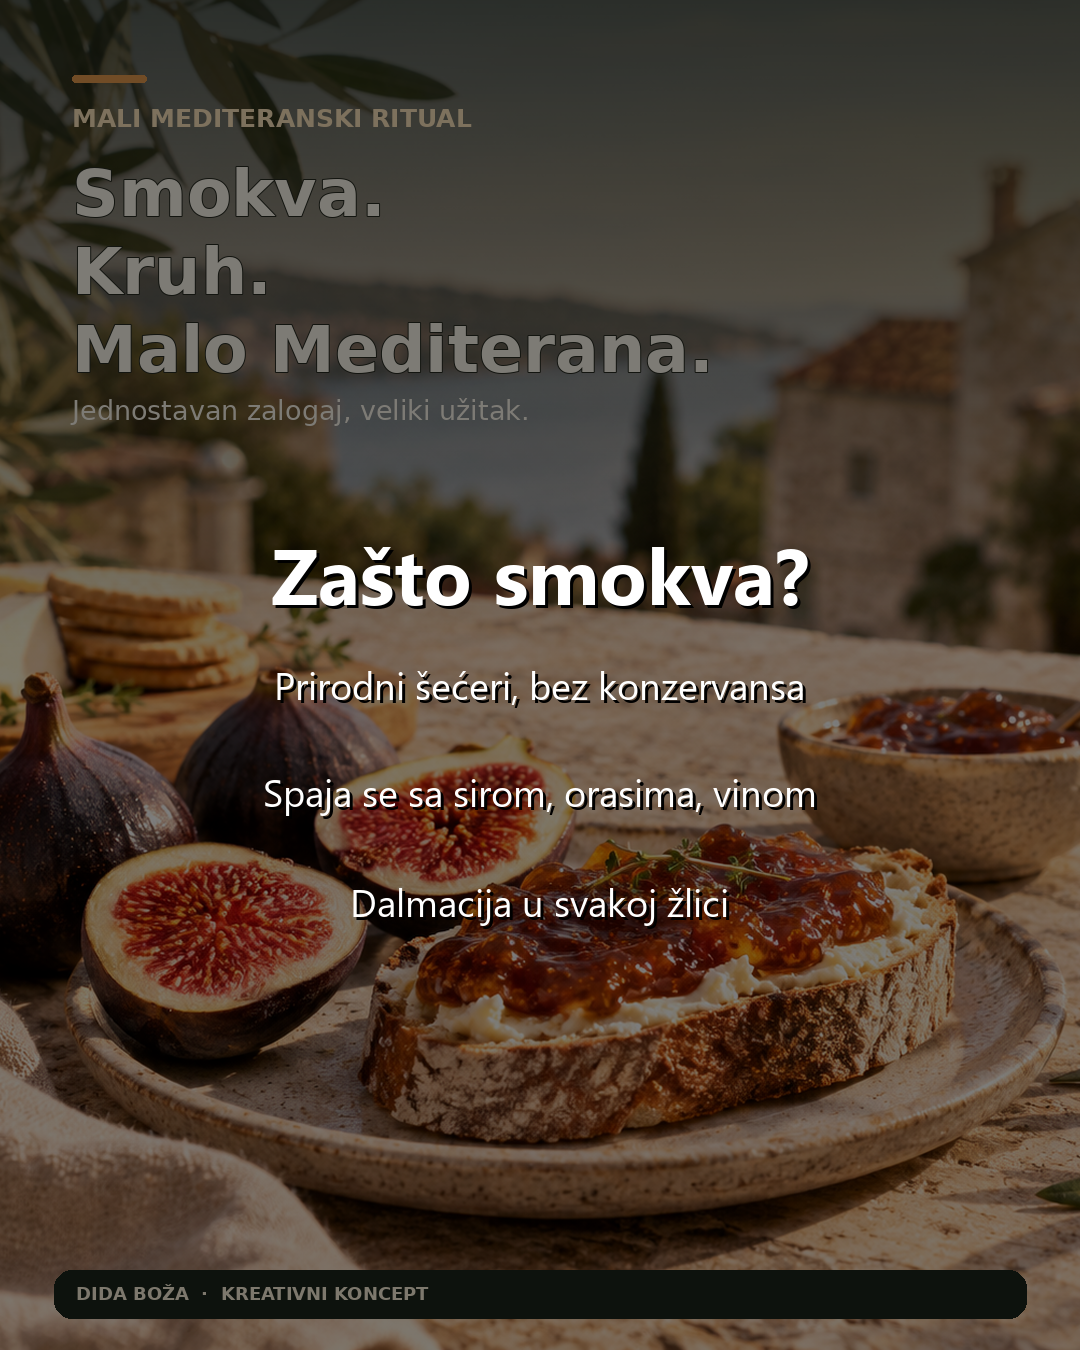 MALI MEDITERANSKI RITUAL
Smokva.
Kruh.
Malo Mediterana.
Jednostavan zalogaj, veliki užitak.
Zašto smokva?
Prirodni šećeri, bez konzervansa
Spaja se sa sirom, orasima, vinom
Dalmacija u svakoj žlici
DIDA BOŽA · KREATIVNI KONCEPT